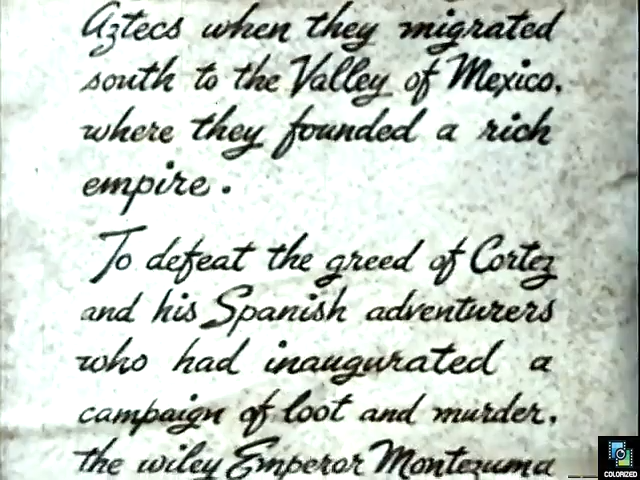 Aztecs when they migrated
south to the Valley of Mexico,
where they founded a rich
empire.
To defeat the greed of Cortez
and his Spanish adventurers
who had inaugurated a
campaign of loot and murder,
the wiley Emperor Montezuma
COLORIZED